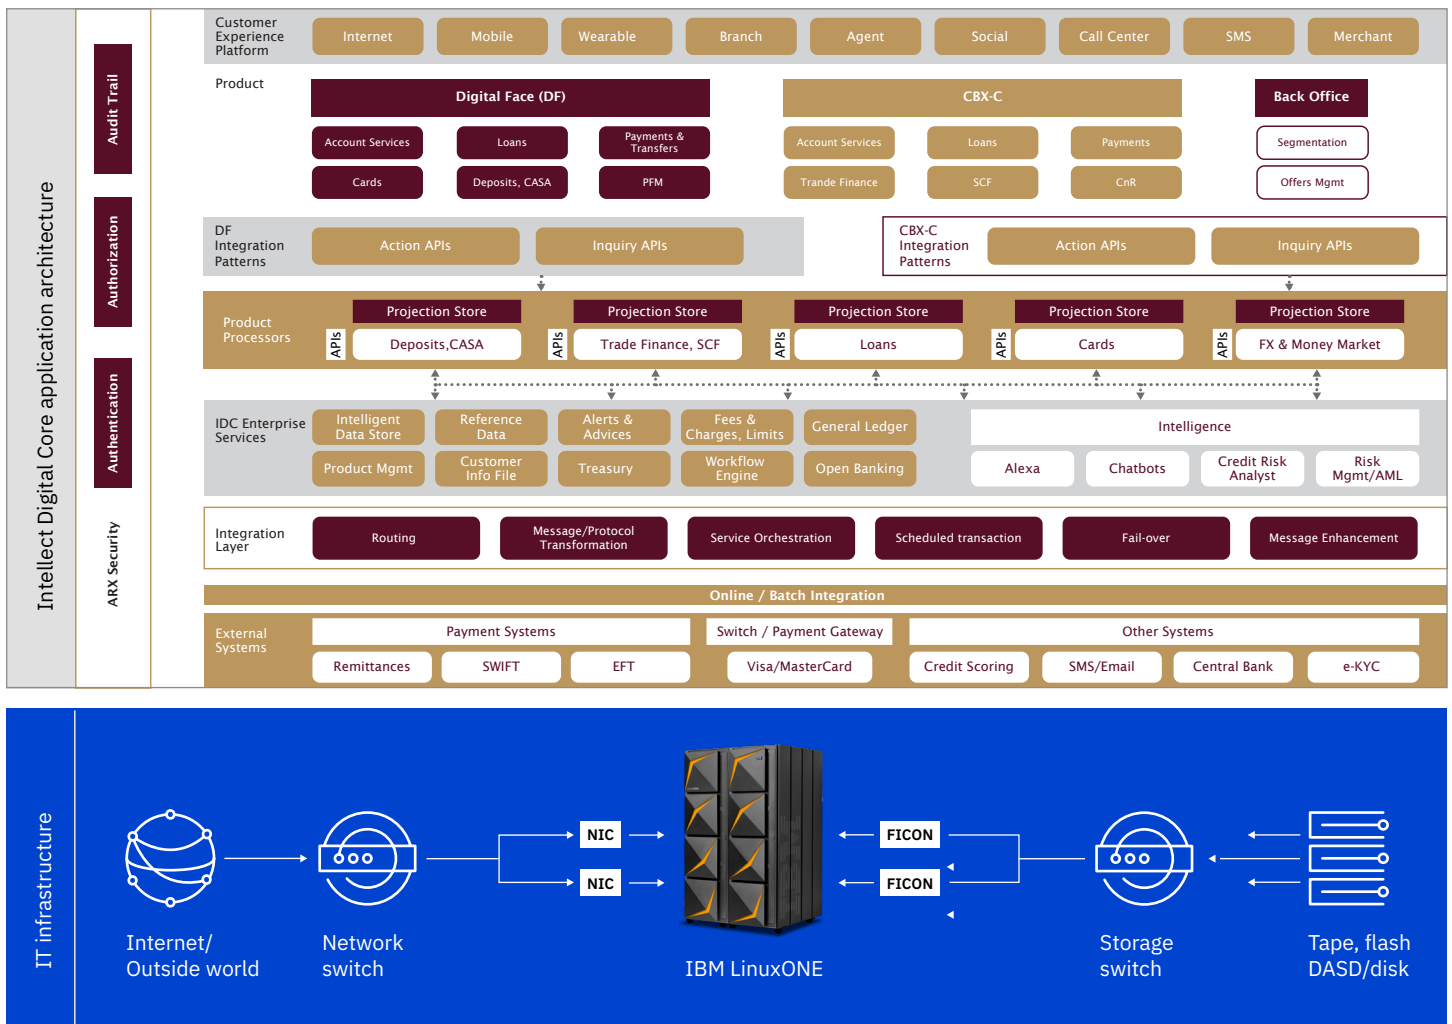 Intellect Digital Core application architecture
Audit Trail
Authorization
Authentication
ARX Security
Customer
Experience
Platform
Internet
Mobile
Wearable
Branch
Agent
Social
Call Center
SMS
Merchant
Product
Digital Face (DF)
Account Services
Loans
Payments &
Transfers
Cards
Deposits, CASA
PFM
CBX-C
Account Services
Loans
Payments
Trande Finance
SCF
CnR
Back Office
Segmentation
Offers Mgmt
DF
Integration
Patterns
Action APIs
Inquiry APIs
CBX-C
Integration
Patterns
Action APIs
Inquiry APIs
Product
Processors
APIs
Projection Store
Deposits,CASA
APIs
Projection Store
Trade Finance, SCF
APIs
Projection Store
Loans
APIs
Projection Store
Cards
APIs
Projection Store
FX & Money Market
IDC Enterprise
Services
Intelligent
Data Store
Reference
Data
Alerts &
Advices
Fees &
Charges, Limits
General Ledger
Product Mgmt
Customer
Info File
Treasury
Workflow
Engine
Open Banking
Intelligence
Alexa
Chatbots
Credit Risk
Analyst
Risk
Mgmt/AML
Integration
Layer
Routing
Message/Protocol
Transformation
Service Orchestration
Scheduled transaction
Fail-over
Message Enhancement
Online / Batch Integration
External
Systems
Payment Systems
Remittances
SWIFT
EFT
Switch / Payment Gateway
Visa/MasterCard
Other Systems
Credit Scoring
SMS/Email
Central Bank
e-KYC
IT infrastructure
Internet/
Outside world
Network
switch
NIC
NIC
IBM LinuxONE
FICON
FICON
Storage
switch
Tape, flash
DASD/disk